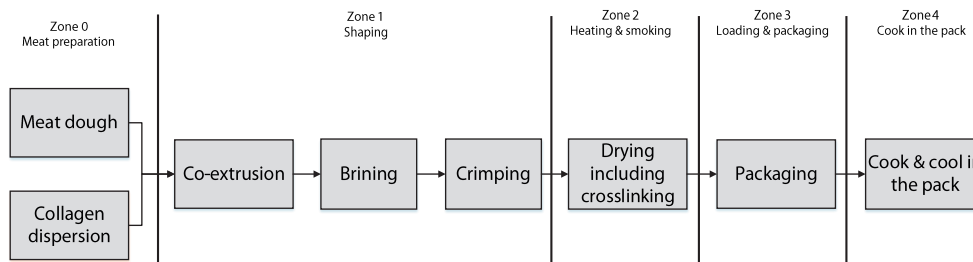 Zone 0
Meat preparation
Zone 1
Shaping
Zone 2
Heating & smoking
Zone 3
Loading & packaging
Zone 4
Cook in the pack
Meat dough
Collagen
dispersion
Co-extrusion
Brining
Crimping
Drying
including
crosslinking
Packaging
Cook & cool in
the pack